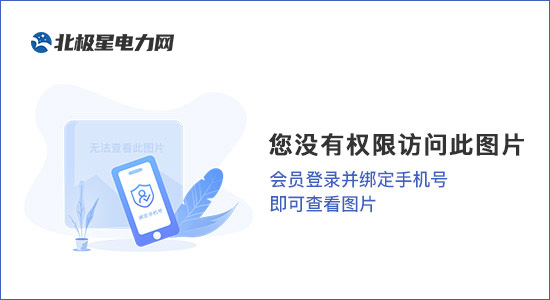 北极星电力网
无法查看此图片
您没有权限访问此图片
会员登录并绑定手机号
即可查看图片
绑定手机号